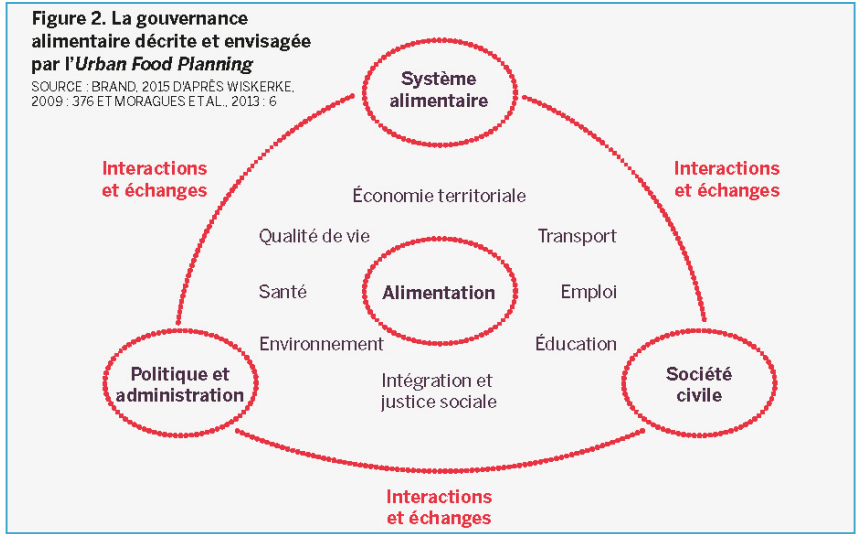 Figure 2. La gouvernance
alimentaire décrite et envisagée
par l'Urban Food Planning
SOURCE : BRAND, 2015 D'APRÈS WISKERKE,
2009 : 376 ET MORAGUES ET AL., 2013 : 6
Système
alimentaire
Interactions
et échanges
Interactions
et échanges
Économie territoriale
Qualité de vie
Transport
Santé
Alimentation
Emploi
Environnement
Éducation
Politique et
administration
Intégration et
justice sociale
Société
civile
Interactions
et échanges